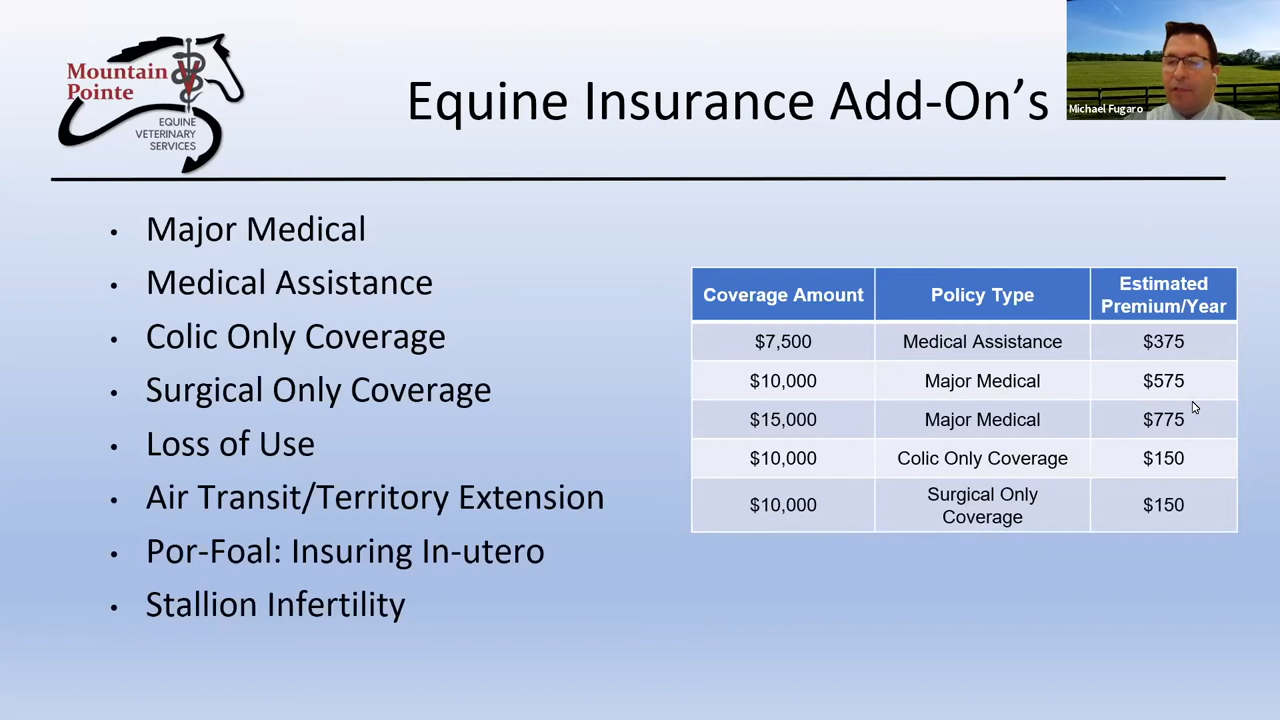 Mountain
Pointe
EQUINE
VETERINARY
SERVICES
Equine Insurance Add-On’s
Michael Fugaro
• Major Medical
• Medical Assistance
• Colic Only Coverage
• Surgical Only Coverage
• Loss of Use
• Air Transit/Territory Extension
• Por-Foal: Insuring In-utero
• Stallion Infertility
Coverage Amount Policy Type Estimated Premium/Year
$7,500 Medical Assistance $375
$10,000 Major Medical $575
$15,000 Major Medical $775
$10,000 Colic Only Coverage $150
$10,000 Surgical Only Coverage $150